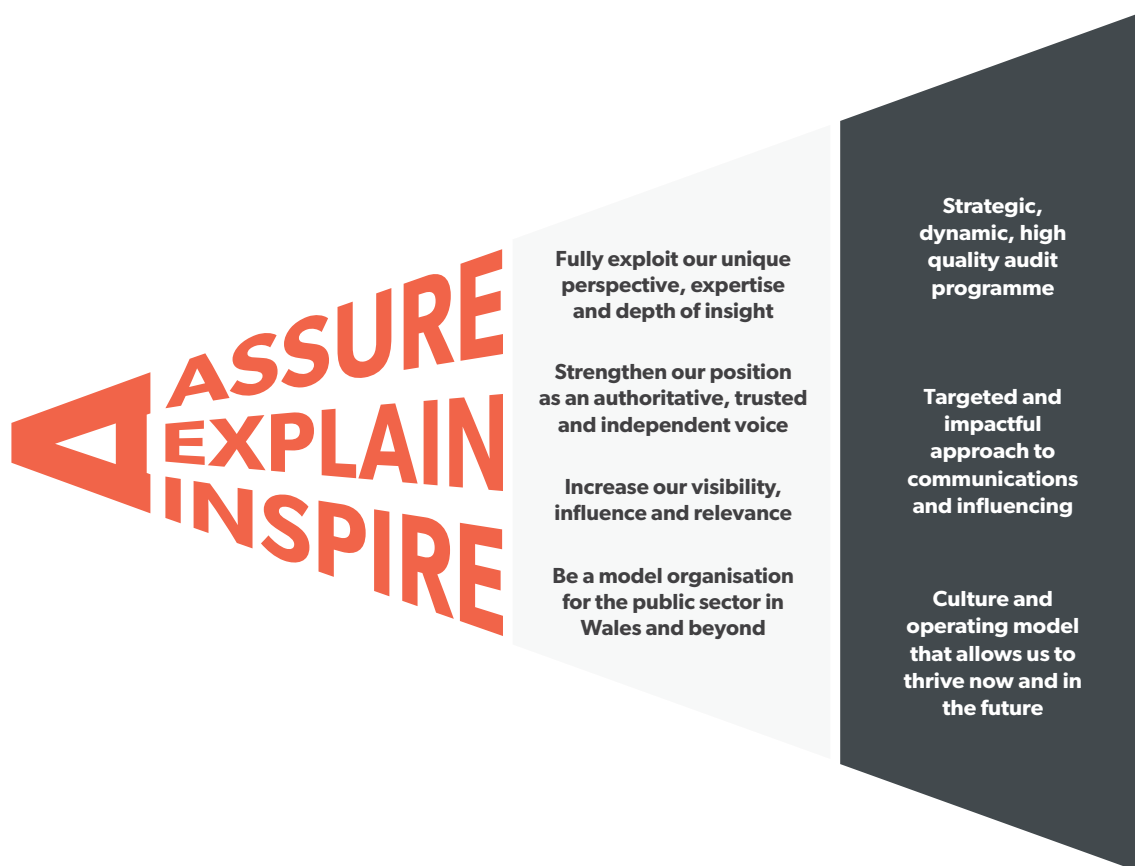 A
ASSURE
EXPLAIN
INSPIRE
Fully exploit our unique
perspective, expertise
and depth of insight
Strengthen our position
as an authoritative, trusted
and independent voice
Increase our visibility,
influence and relevance
Be a model organisation
for the public sector in
Wales and beyond
Strategic,
dynamic, high
quality audit
programme
Targeted and
impactful
approach to
communications
and influencing
Culture and
operating model
that allows us to
thrive now and in
the future